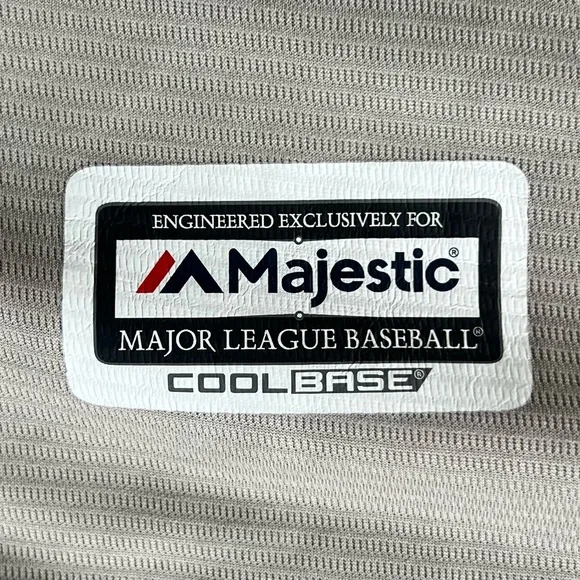 ENGINEERED EXCLUSIVELY FOR
Majestic®
MAJOR LEAGUE BASEBALL®
COOLBASE®